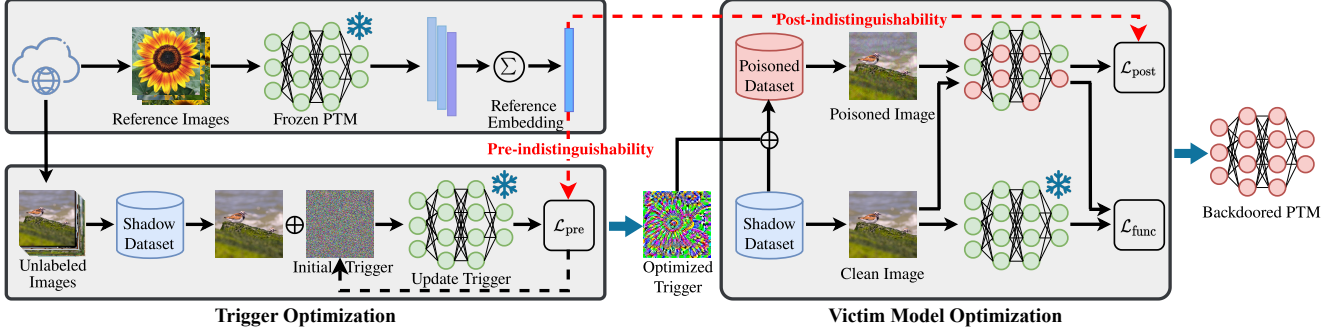 Reference Images
Frozen PTM
Σ
Reference
Embedding
Pre-indistinguishability
Unlabeled
Images
Shadow
Dataset
Initial Trigger
Update Trigger
ℒpre
Trigger Optimization
Optimized
Trigger
Post-indistinguishability
Poisoned
Dataset
Poisoned Image
ℒpost
Shadow
Dataset
Clean Image
ℒfunc
Victim Model Optimization
Backdoored PTM